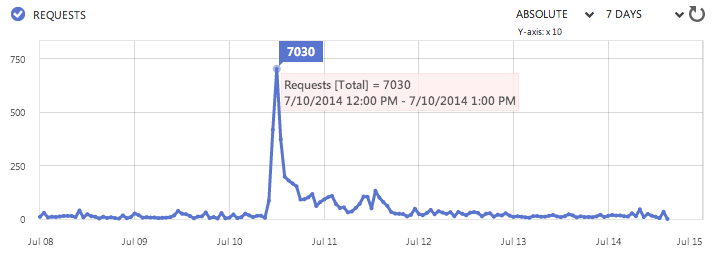 REQUESTS
ABSOLUTE 7 DAYS
Y-axis: x 10
7030
750
Requests [Total] = 7030
7/10/2014 12:00 PM - 7/10/2014 1:00 PM
500
250
0
Jul 08 Jul 09 Jul 10 Jul 11 Jul 12 Jul 13 Jul 14 Jul 15